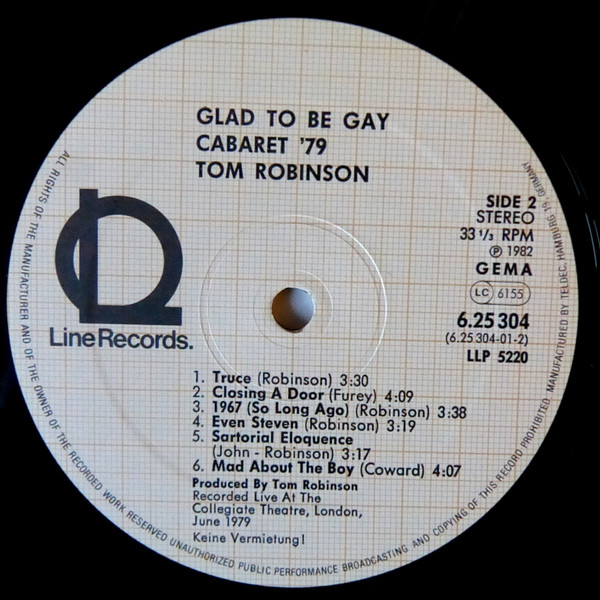 GLAD TO BE GAY
CABARET '79
TOM ROBINSON
SIDE 2
STEREO
33 1/3 RPM
Ⓟ 1982
GEMA
LC 6155
6.25 304
(6.25 304-01-2)
LLP 5220
Line Records.
1. Truce (Robinson) 3:30
2. Closing A Door (Furey) 4:09
3. 1967 (So Long Ago) (Robinson) 3:38
4. Even Steven (Robinson) 3:19
5. Sartorial Eloquence
(John - Robinson) 3:17
6. Mad About The Boy (Coward) 4:07
Produced By Tom Robinson
Recorded Live At The
Collegiate Theatre, London,
June 1979
Keine Vermietung!
ALL RIGHTS OF THE MANUFACTURER AND OF THE OWNER OF THE RECORDED WORK RESERVED UNAUTHORIZED PUBLIC PERFORMANCE BROADCASTING AND COPYING OF THIS RECORD PROHIBITED MANUFACTURED BY TELDEC, HAMBURG 19, GERMANY